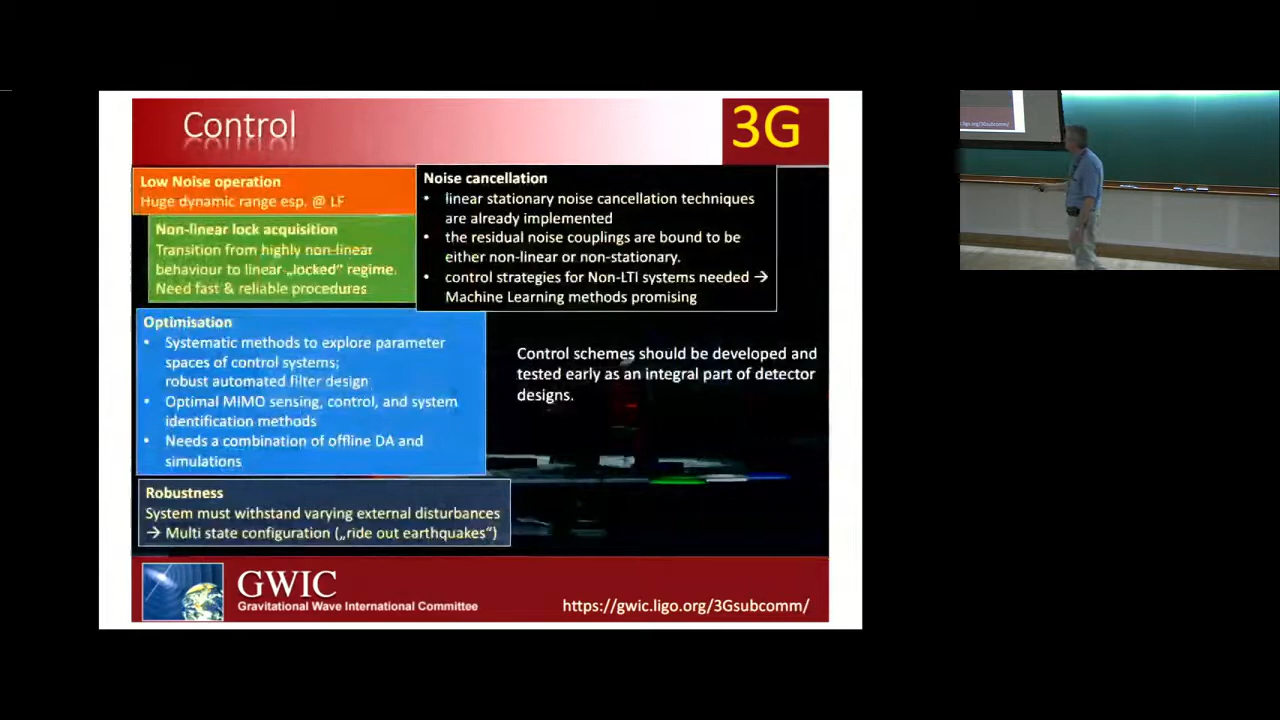 Control
3G
Low Noise operation
Huge dynamic range esp. @ LF
Non-linear lock acquisition
Transition from highly non-linear
behaviour to linear „locked“ regime.
Need fast & reliable procedures
Noise cancellation
• linear stationary noise cancellation techniques
are already implemented
• the residual noise couplings are bound to be
either non-linear or non-stationary.
• control strategies for Non-LTI systems needed →
Machine Learning methods promising
Optimisation
• Systematic methods to explore parameter
spaces of control systems;
robust automated filter design
• Optimal MIMO sensing, control, and system
identification methods
• Needs a combination of offline DA and
simulations
Control schemes should be developed and
tested early as an integral part of detector
designs.
Robustness
System must withstand varying external disturbances
→ Multi state configuration („ride out earthquakes“)
GWIC
Gravitational Wave International Committee
https://gwic.ligo.org/3Gsubcomm/
igo.org/3Gsubcomm/